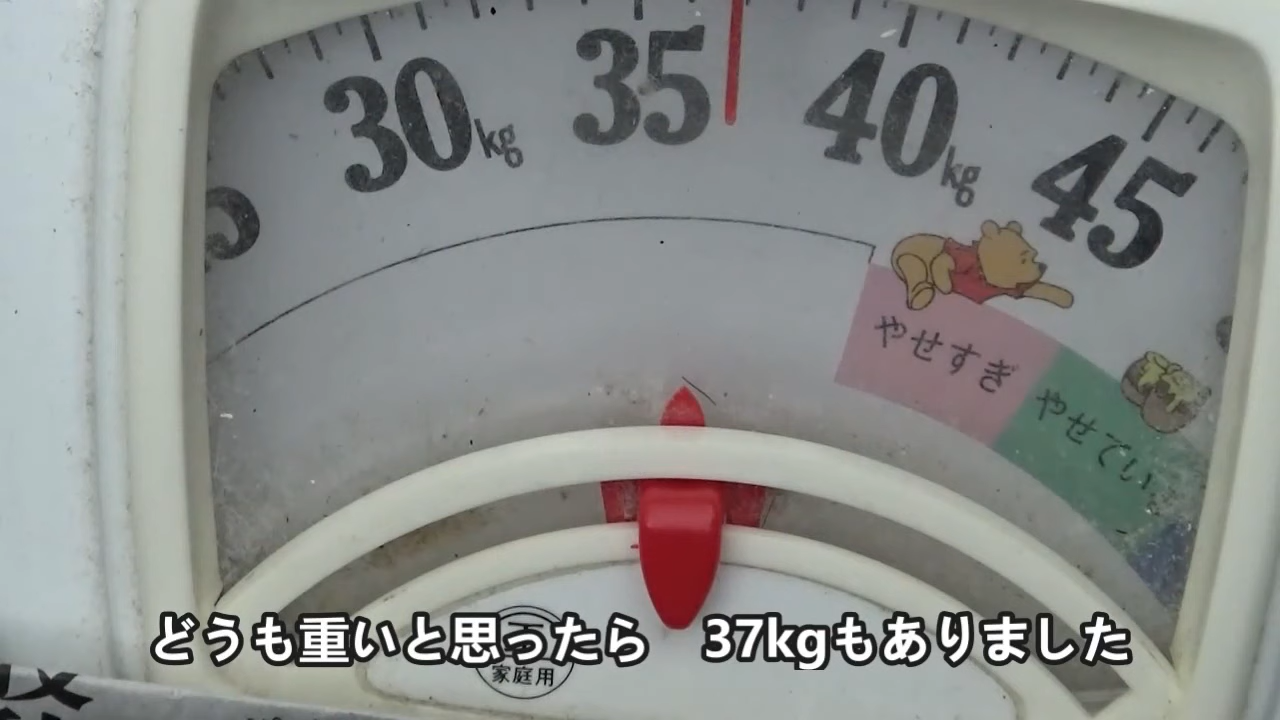 30kg 35 40kg 45
やせすぎ
やせてい
どうも重いと思ったら　37kgもありました
家庭用